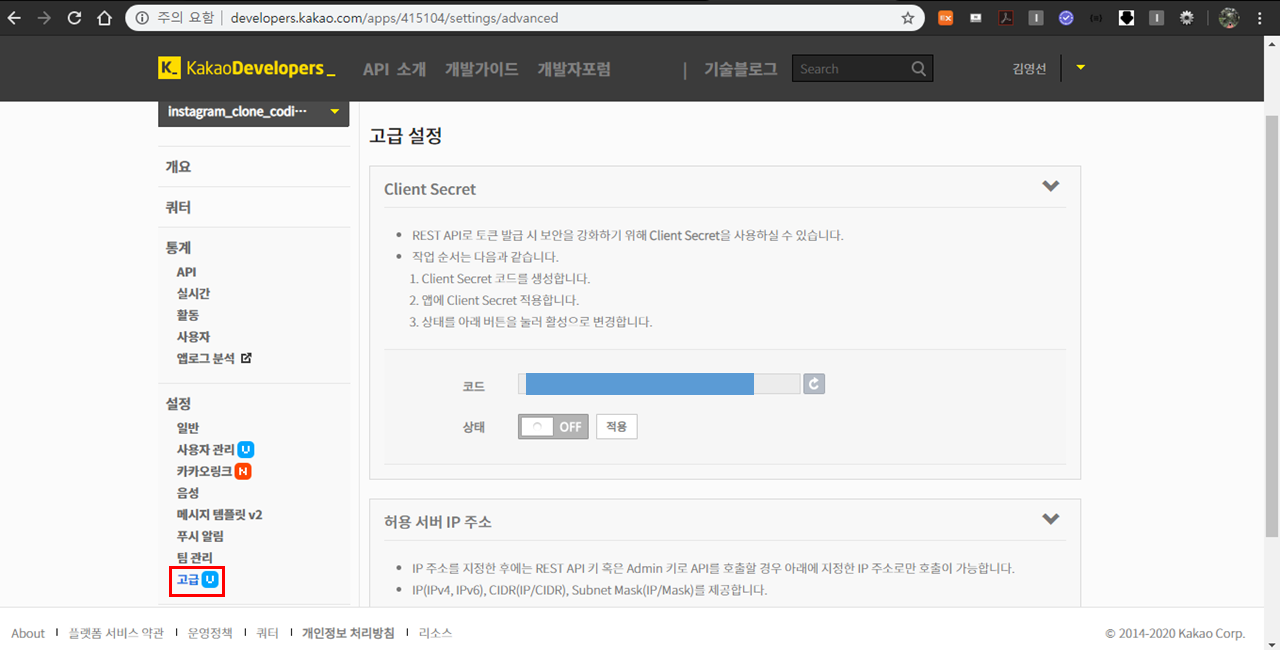 주의 요함 | developers.kakao.com/apps/415104/settings/advanced
KakaoDevelopers_ API 소개 개발가이드 개발자포럼 | 기술블로그 Search 김영선
instagram_clone_codi···
고급 설정
개요
쿼터
통계
API
실시간
활동
사용자
앱로그 분석
설정
일반
사용자 관리 U
카카오링크 N
음성
메시지 템플릿 v2
푸시 알림
팀 관리
고급 U
Client Secret
• REST API로 토큰 발급 시 보안을 강화하기 위해 Client Secret을 사용하실 수 있습니다.
• 작업 순서는 다음과 같습니다.
1. Client Secret 코드를 생성합니다.
2. 앱에 Client Secret 적용합니다.
3. 상태를 아래 버튼을 눌러 활성으로 변경합니다.
코드
상태 OFF 적용
허용 서버 IP 주소
• IP 주소를 지정한 후에는 REST API 키 혹은 Admin 키로 API를 호출할 경우 아래에 지정한 IP 주소로만 호출이 가능합니다.
• IP(IPv4, IPv6), CIDR(IP/CIDR), Subnet Mask(IP/Mask)를 제공합니다.
About | 플랫폼 서비스 약관 | 운영정책 | 쿼터 | 개인정보 처리방침 | 리소스 © 2014-2020 Kakao Corp.